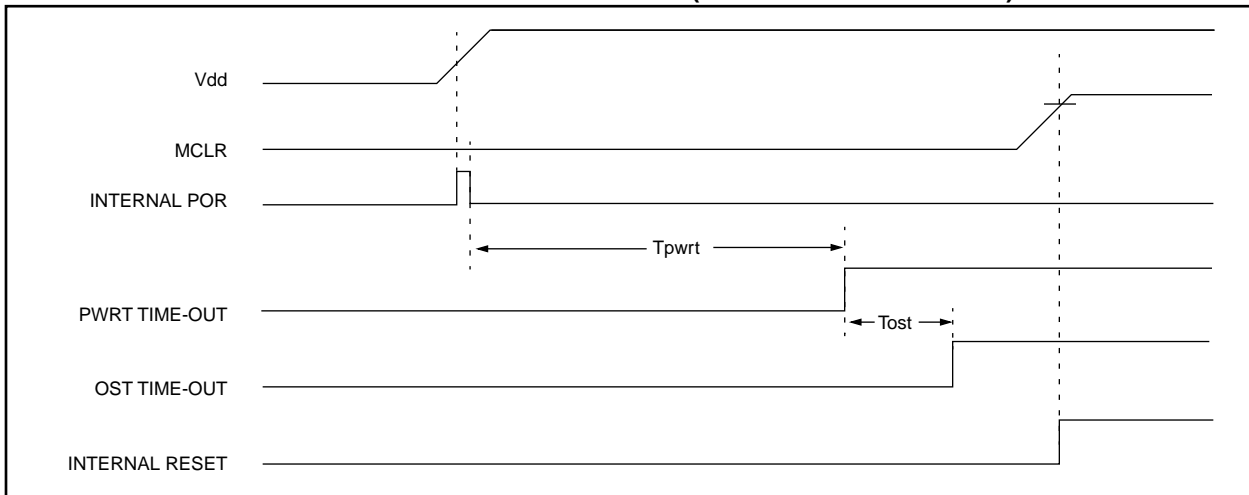 Vdd
MCLR
INTERNAL POR
Tpwrt
PWRT TIME-OUT
Tost
OST TIME-OUT
INTERNAL RESET